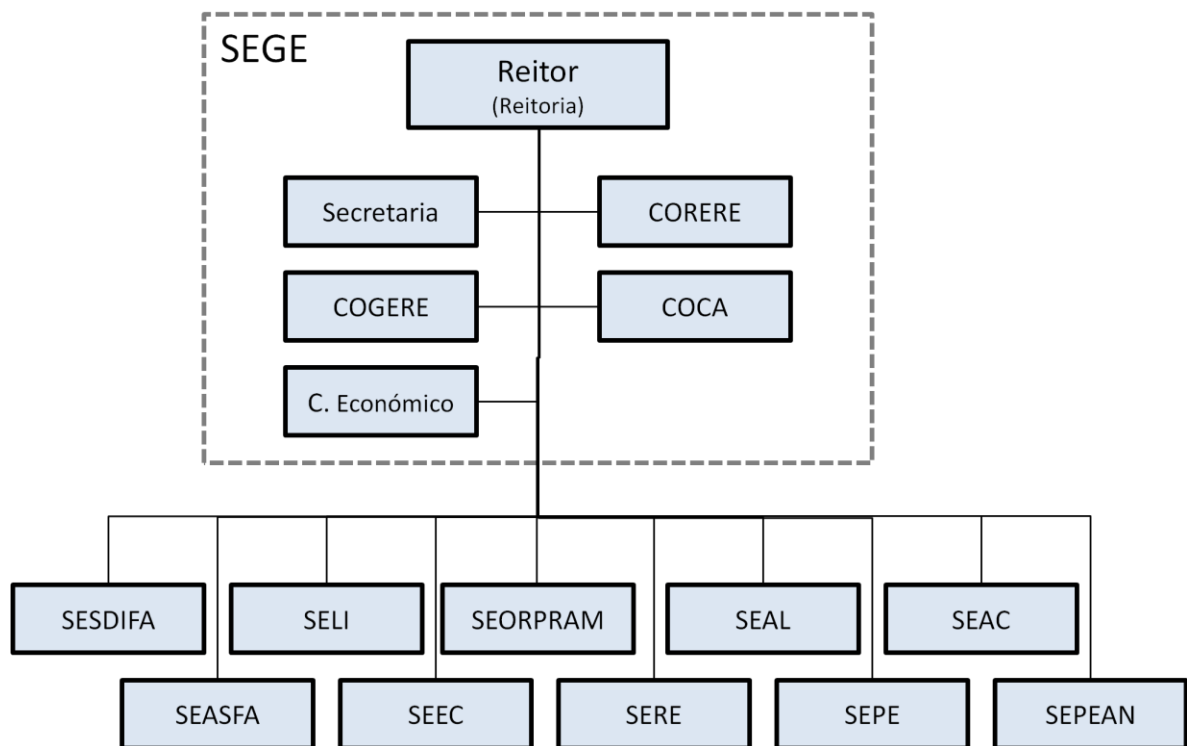 SEGE
Reitor
(Reitoria)
Secretaria
CORERE
COGERE
COCA
C. Económico
SESDIFA
SELI
SEORPRAM
SEAL
SEAC
SEASFA
SEEC
SERE
SEPE
SEPEAN